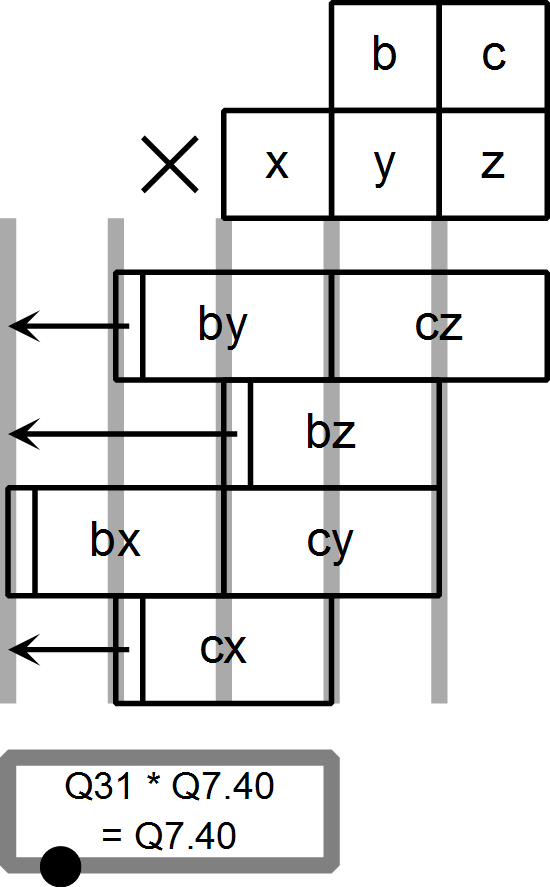 b c
x y z
by cz
bz
bx cy
cx
Q31 * Q7.40
= Q7.40